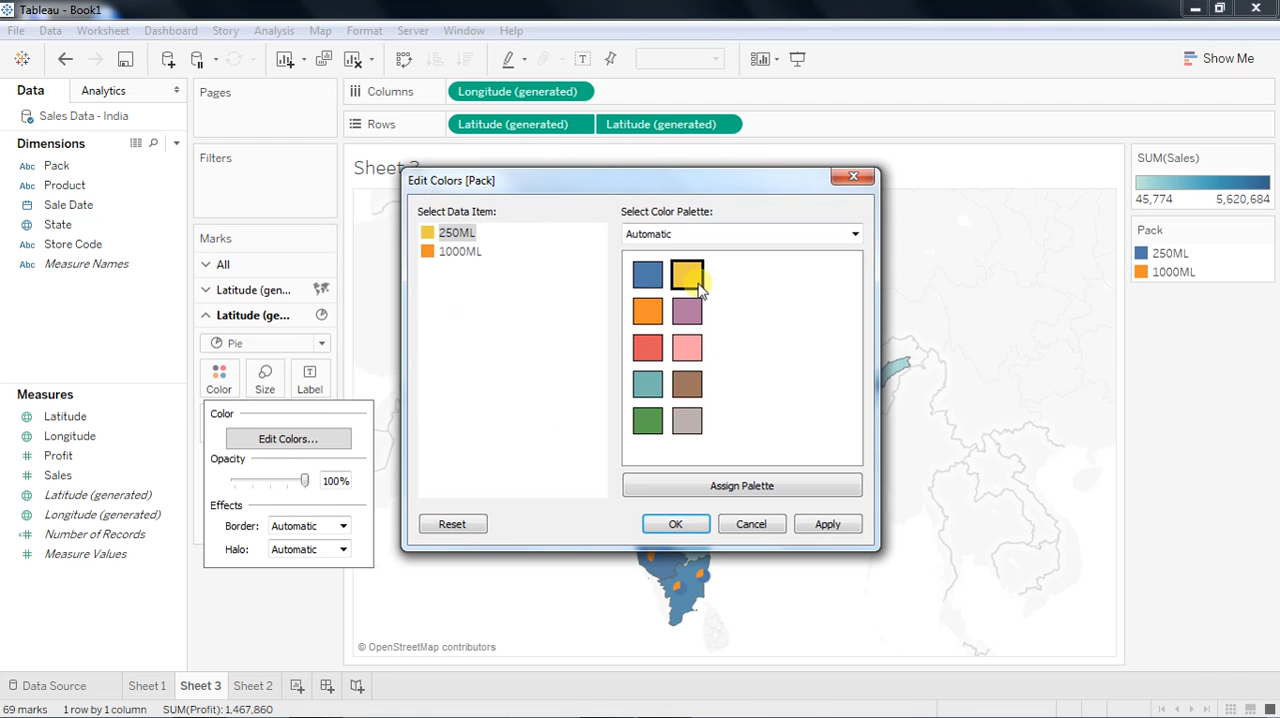 Tableau - Book1
File Data Worksheet Dashboard Story Analysis Map Format Server Window Help
Show Me
Data Analytics
Sales Data - India
Dimensions
Abc Pack
Abc Product
Sale Date
State
Abc Store Code
Abc Measure Names
Measures
Latitude
Longitude
# Profit
# Sales
Latitude (generated)
Longitude (generated)
Number of Records
# Measure Values
Pages
Filters
Marks
All
Latitude (gen...
Latitude (ge...
Pie
Color Size Label
Color
Edit Colors...
Opacity
100%
Effects
Border: Automatic
Halo: Automatic
Columns Longitude (generated)
Rows Latitude (generated) Latitude (generated)
Sheet 3
Edit Colors [Pack]
Select Data Item:
250ML
1000ML
Select Color Palette:
Automatic
Assign Palette
Reset OK Cancel Apply
© OpenStreetMap contributors
SUM(Sales)
45,774 5,620,684
Pack
250ML
1000ML
Data Source Sheet 1 Sheet 3 Sheet 2
69 marks 1 row by 1 column SUM(Profit): 1,467,860